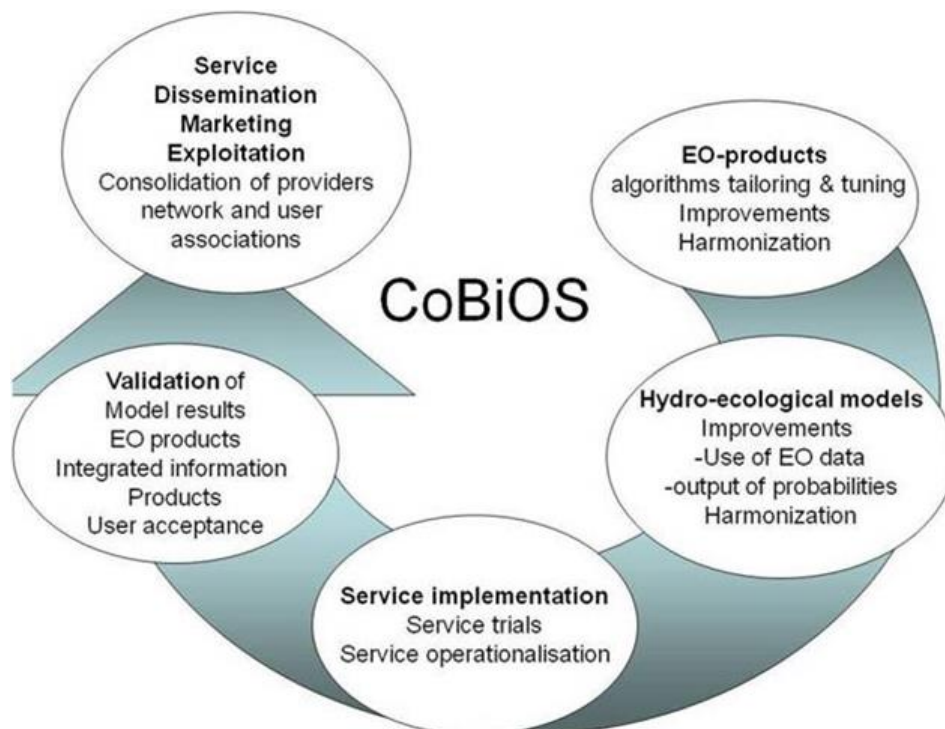 Service
Dissemination
Marketing
Exploitation
Consolidation of providers
network and user
associations
EO-products
algorithms tailoring & tuning
Improvements
Harmonization
CoBiOS
Validation of
Model results
EO products
Integrated information
Products
User acceptance
Hydro-ecological models
Improvements
-Use of EO data
-output of probabilities
Harmonization
Service implementation
Service trials
Service operationalisation